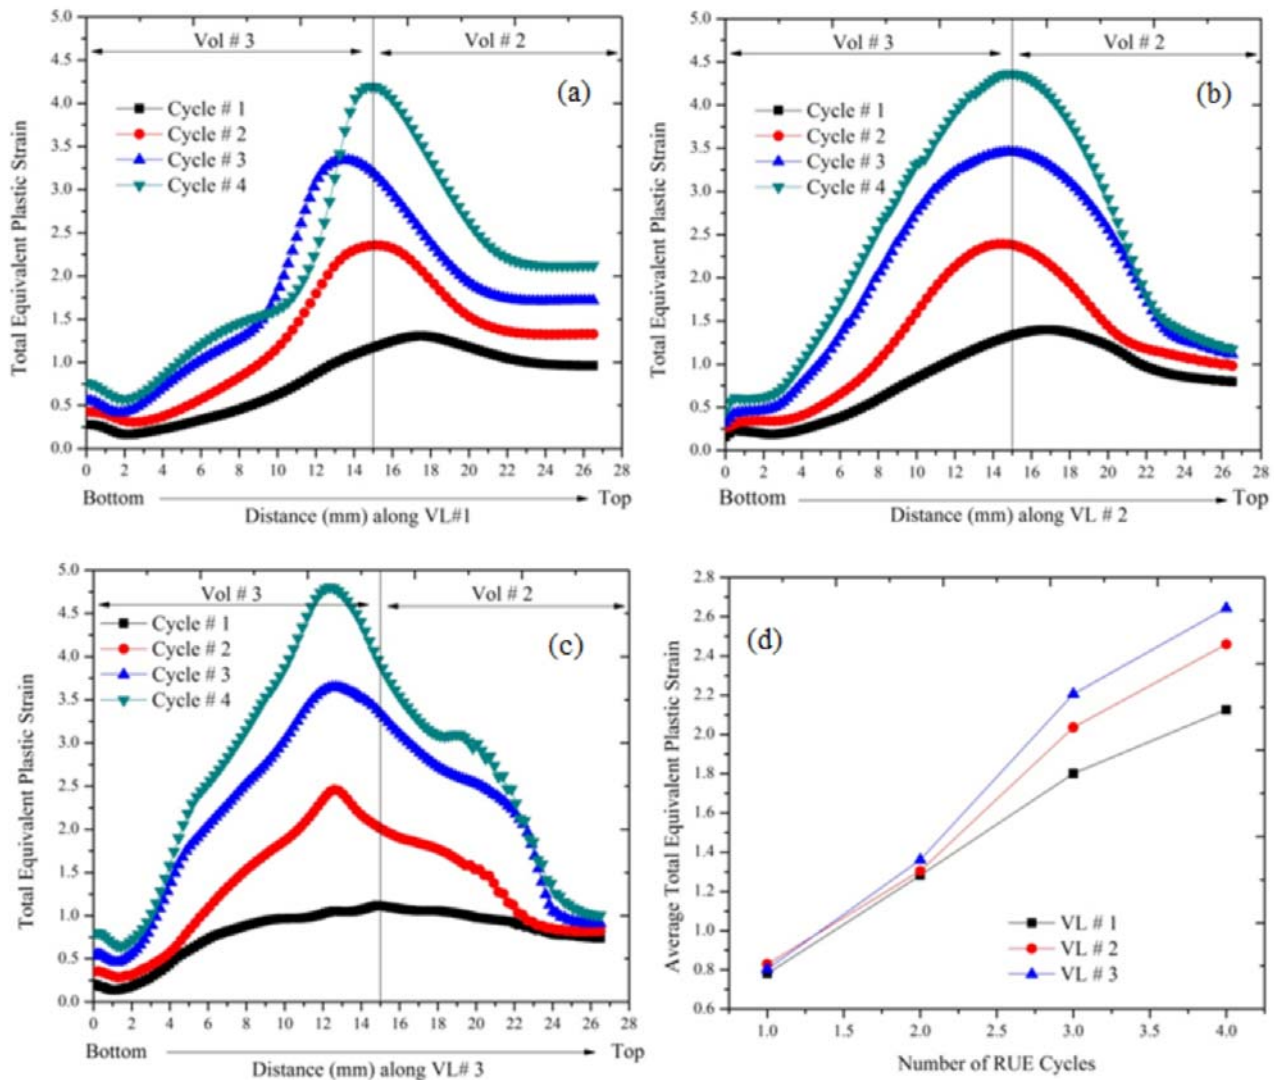 Vol # 3
Vol # 2
(a)
Cycle # 1
Cycle # 2
Cycle # 3
Cycle # 4
Total Equivalent Plastic Strain
5.0
4.5
4.0
3.5
3.0
2.5
2.0
1.5
1.0
0.5
0.0
0 2 4 6 8 10 12 14 16 18 20 22 24 26 28
Bottom
Top
Distance (mm) along VL#1
Vol # 3
Vol # 2
(b)
Cycle # 1
Cycle # 2
Cycle # 3
Cycle # 4
Total Equivalent Plastic Strain
5.0
4.5
4.0
3.5
3.0
2.5
2.0
1.5
1.0
0.5
0.0
0 2 4 6 8 10 12 14 16 18 20 22 24 26 28
Bottom
Top
Distance (mm) along VL # 2
Vol # 3
Vol # 2
(c)
Cycle # 1
Cycle # 2
Cycle # 3
Cycle # 4
Total Equivalent Plastic Strain
5.0
4.5
4.0
3.5
3.0
2.5
2.0
1.5
1.0
0.5
0.0
0 2 4 6 8 10 12 14 16 18 20 22 24 26 28
Bottom
Top
Distance (mm) along VL# 3
(d)
Average Total Equivalent Plastic Strain
2.8
2.6
2.4
2.2
2.0
1.8
1.6
1.4
1.2
1.0
0.8
0.6
VL # 1
VL # 2
VL # 3
1.0 1.5 2.0 2.5 3.0 3.5 4.0
Number of RUE Cycles